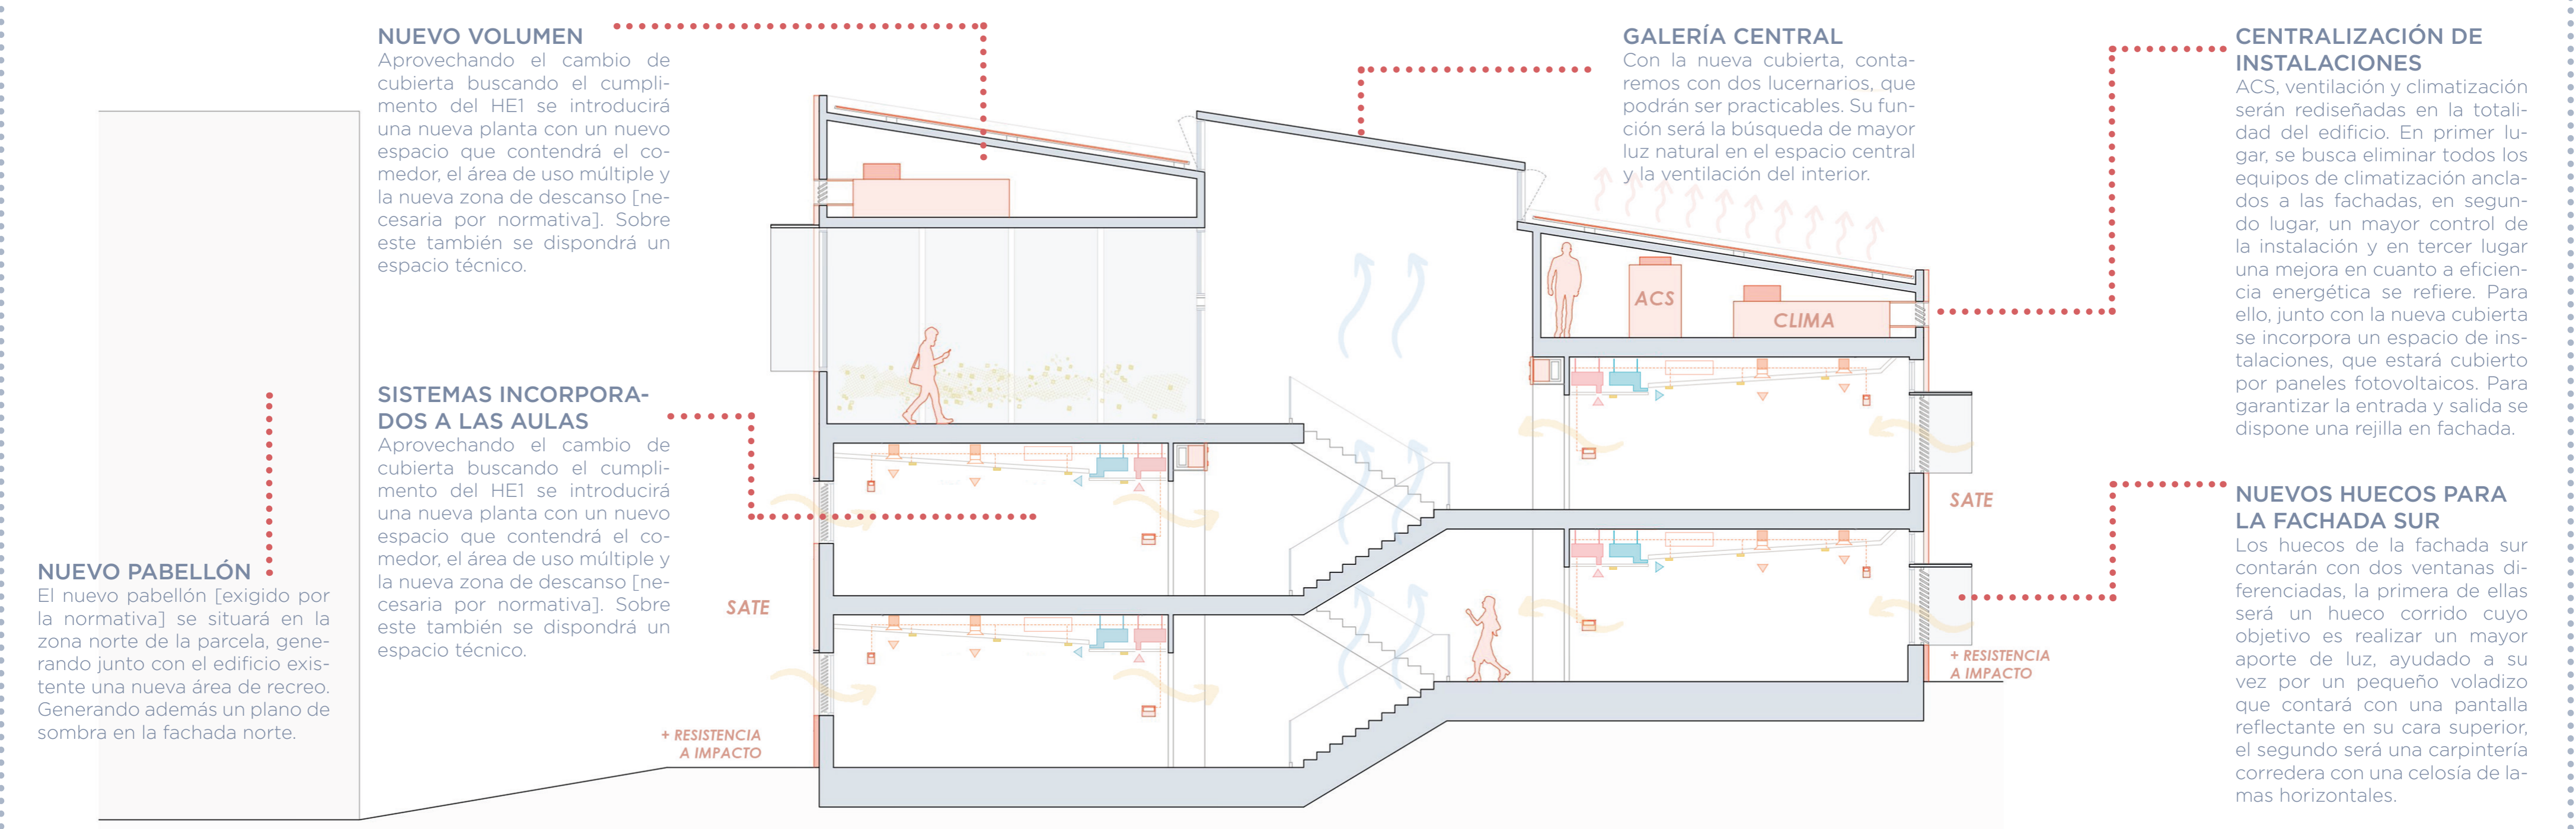 NUEVO VOLUMEN
Aprovechando el cambio de
cubierta buscando el cumpli-
mento del HE1 se introducirá
una nueva planta con un nuevo
espacio que contendrá el co-
medor, el área de uso múltiple y
la nueva zona de descanso [ne-
cesaria por normativa]. Sobre
este también se dispondrá un
espacio técnico.
SISTEMAS INCORPORA-
DOS A LAS AULAS
Aprovechando el cambio de
cubierta buscando el cumpli-
mento del HE1 se introducirá
una nueva planta con un nuevo
espacio que contendrá el co-
medor, el área de uso múltiple y
la nueva zona de descanso [ne-
cesaria por normativa]. Sobre
este también se dispondrá un
espacio técnico.
NUEVO PABELLÓN
El nuevo pabellón [exigido por
la normativa] se situará en la
zona norte de la parcela, gene-
rando junto con el edificio exis-
tente una nueva área de recreo.
Generando además un plano de
sombra en la fachada norte.
SATE
+ RESISTENCIA
A IMPACTO
GALERÍA CENTRAL
Con la nueva cubierta, conta-
remos con dos lucernarios, que
podrán ser practicables. Su fun-
ción será la búsqueda de mayor
luz natural en el espacio central
y la ventilación del interior.
ACS
CLIMA
SATE
+ RESISTENCIA
A IMPACTO
CENTRALIZACIÓN DE
INSTALACIONES
ACS, ventilación y climatización
serán rediseñadas en la totali-
dad del edificio. En primer lu-
gar, se busca eliminar todos los
equipos de climatización ancla-
dos a las fachadas, en segun-
do lugar, un mayor control de
la instalación y en tercer lugar
una mejora en cuanto a eficien-
cia energética se refiere. Para
ello, junto con la nueva cubierta
se incorpora un espacio de ins-
talaciones, que estará cubierto
por paneles fotovoltaicos. Para
garantizar la entrada y salida se
dispone una rejilla en fachada.
NUEVOS HUECOS PARA
LA FACHADA SUR
Los huecos de la fachada sur
contarán con dos ventanas di-
ferenciadas, la primera de ellas
será un hueco corrido cuyo
objetivo es realizar un mayor
aporte de luz, ayudado a su
vez por un pequeño voladizo
que contará con una pantalla
reflectante en su cara superior,
el segundo será una carpintería
corredera con una celosía de la-
mas horizontales.